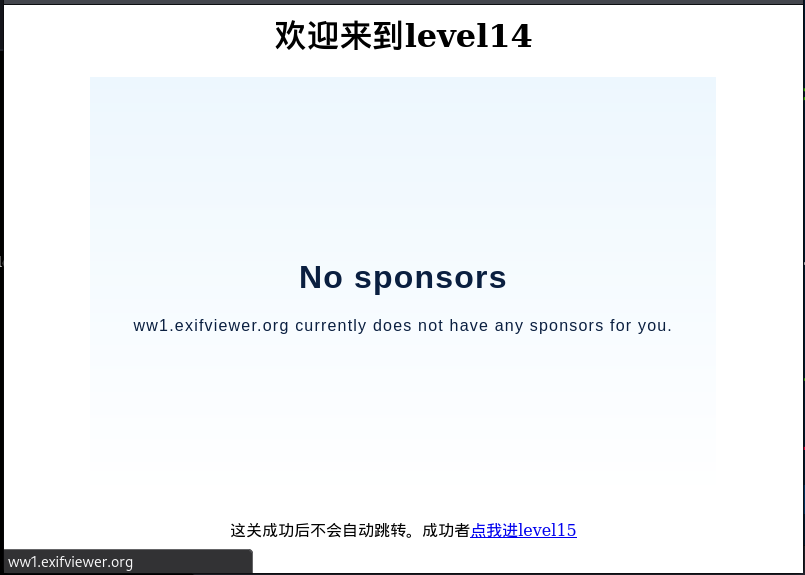 欢迎来到level14
No sponsors
ww1.exifviewer.org currently does not have any sponsors for you.
这关成功后不会自动跳转。成功者点我进level15
ww1.exifviewer.org